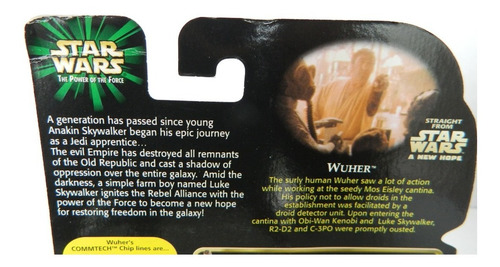 STAR
WARS
THE POWER OF THE FORCE
A generation has passed since young
Anakin Skywalker began his epic journey
as a Jedi apprentice...
The evil Empire has destroyed all remnants
of the Old Republic and cast a shadow of
oppression over the entire galaxy. Amid the
darkness, a simple farm boy named Luke
Skywalker ignites the Rebel Alliance with the
power of the Force to become a new hope
for restoring freedom in the galaxy!
STRAIGHT
FROM
STAR
WARS
A NEW HOPE
WUHER™
The surly human Wuher saw a lot of action
while working at the seedy Mos Eisley cantina.
His policy not to allow droids in the
establishment was facilitated by a
droid detector unit. Upon entering the
cantina with Obi-Wan Kenobi and Luke Skywalker,
R2-D2 and C-3PO were promptly ousted.
Wuher's
COMMTECH™ Chip lines are...